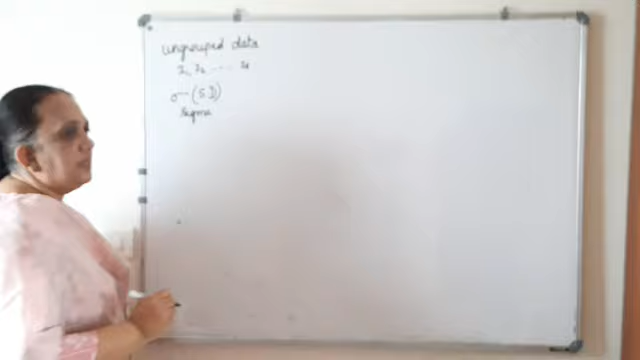 ungrouped data
x₁, x₂ ..... xₙ
σ — (S.D)
sigma